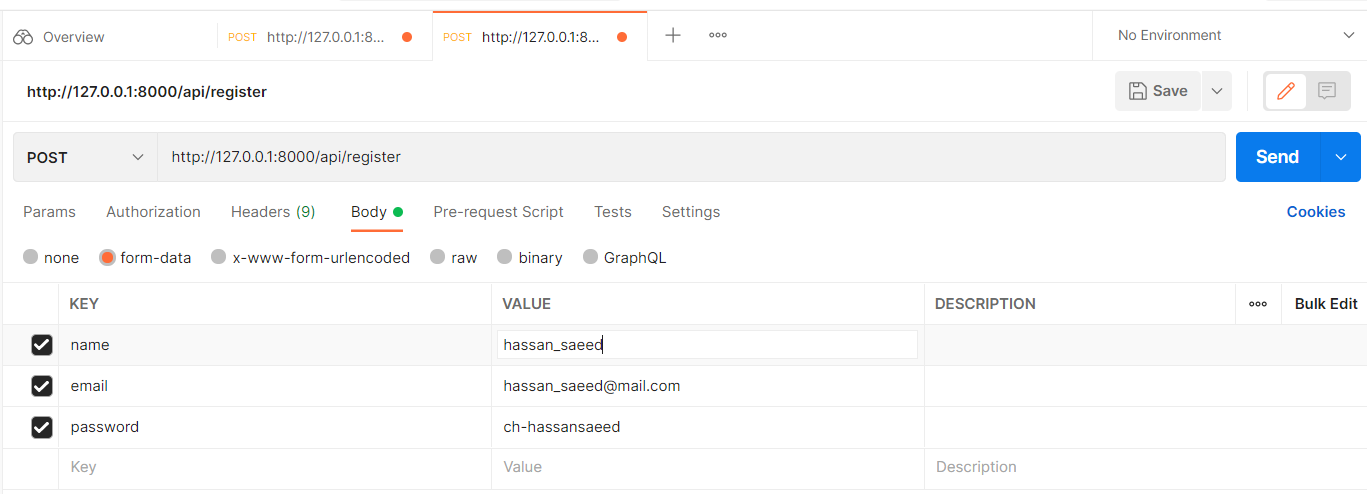 Overview POST http://127.0.0.1:8... POST http://127.0.0.1:8... No Environment
http://127.0.0.1:8000/api/register Save
POST http://127.0.0.1:8000/api/register Send
Params Authorization Headers (9) Body Pre-request Script Tests Settings Cookies
none form-data x-www-form-urlencoded raw binary GraphQL
KEY VALUE DESCRIPTION Bulk Edit
name hassan_saeed
email hassan_saeed@mail.com
password ch-hassansaeed
Key Value Description